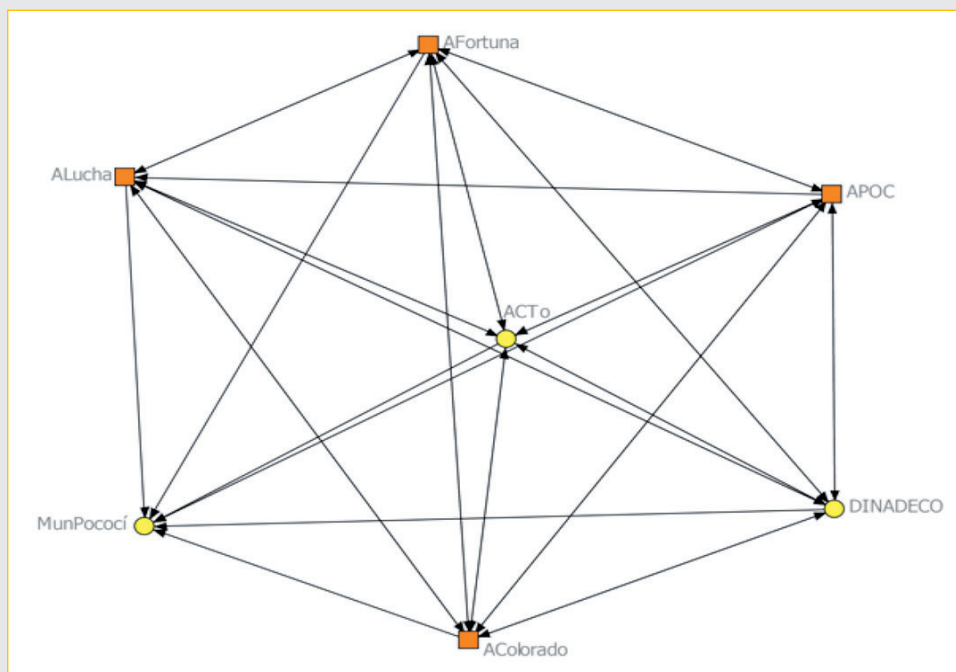 AFortuna
ALucha
APOC
ACTo
MunPococí
DINADECO
AColorado